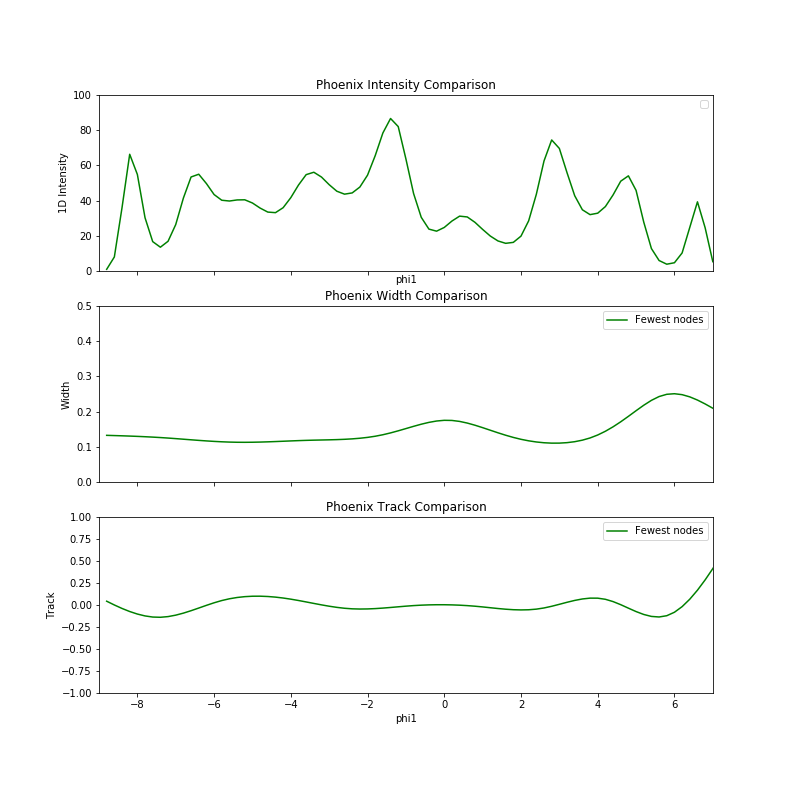 Phoenix Intensity Comparison
100
80
60
40
20
0
1D Intensity
phi1
Phoenix Width Comparison
0.5
0.4
0.3
0.2
0.1
0.0
Width
Fewest nodes
Phoenix Track Comparison
1.00
0.75
0.50
0.25
0.00
−0.25
−0.50
−0.75
−1.00
Track
Fewest nodes
−8 −6 −4 −2 0 2 4 6
phi1